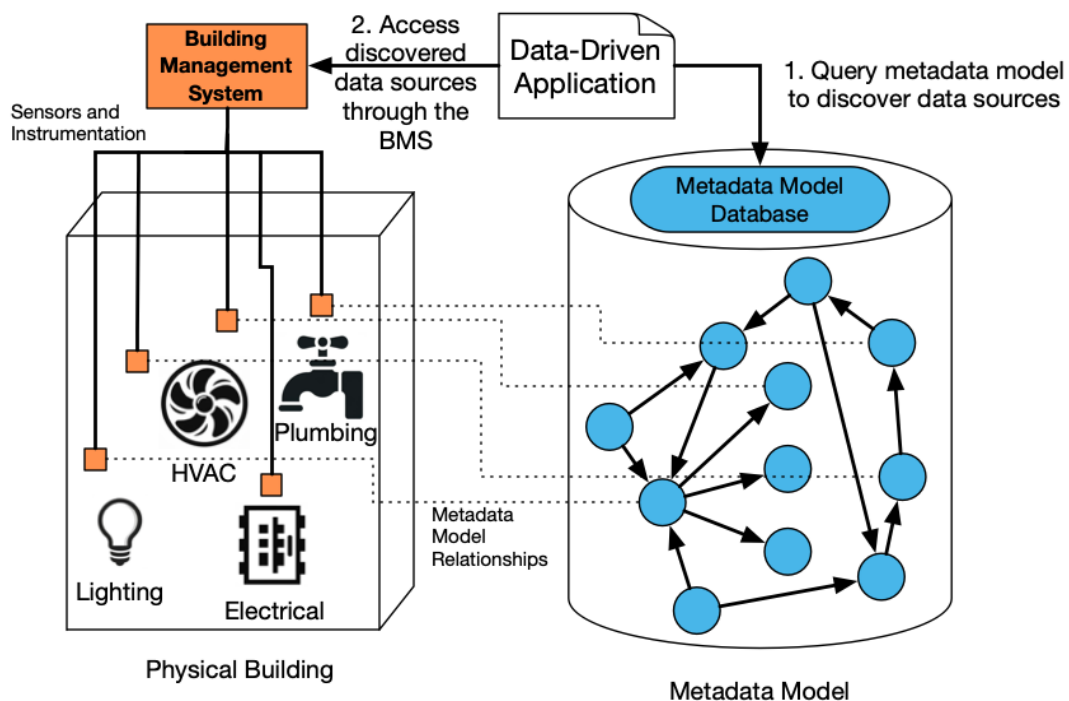 Building
Management
System
2. Access
discovered
data sources
through the
BMS
Data-Driven
Application
1. Query metadata model
to discover data sources
Sensors and
Instrumentation
Metadata Model
Database
Plumbing
HVAC
Lighting
Electrical
Metadata
Model
Relationships
Physical Building
Metadata Model